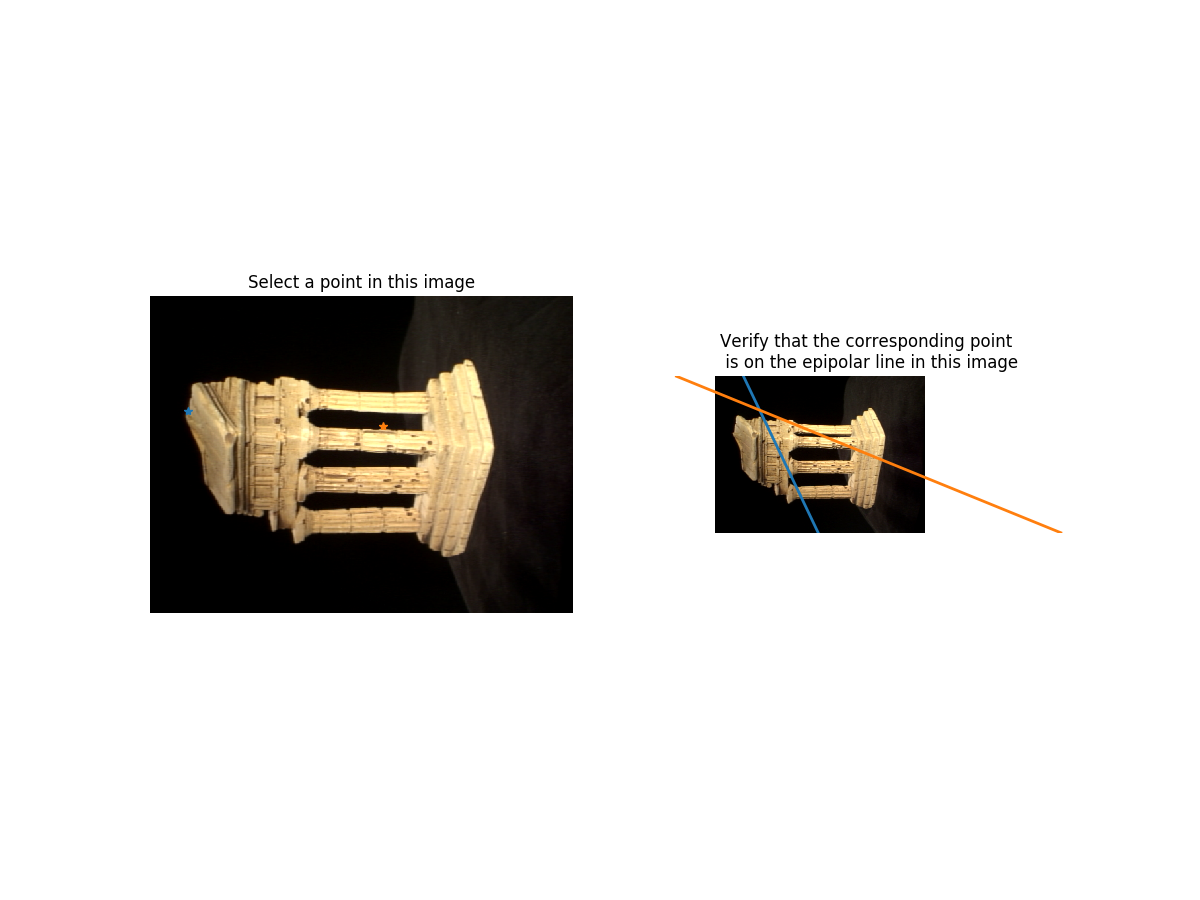 Select a point in this image
Verify that the corresponding point
is on the epipolar line in this image